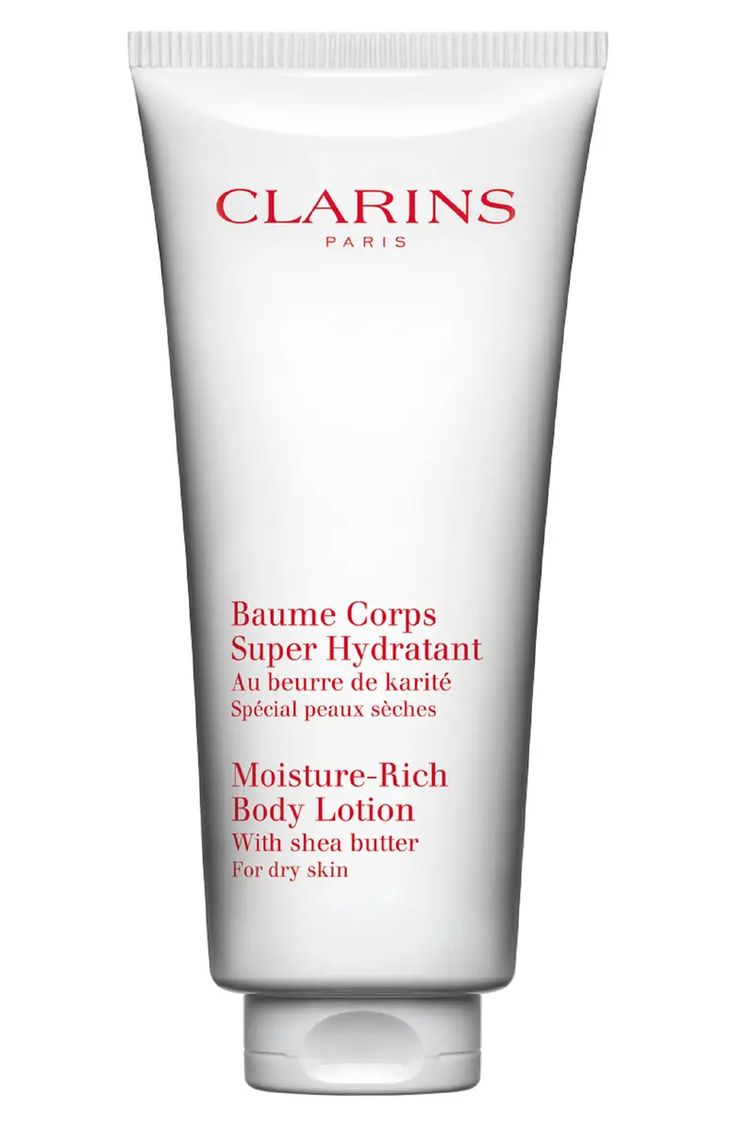 CLARINS
PARIS
Baume Corps
Super Hydratant
Au beurre de karité
Spécial peaux sèches
Moisture-Rich
Body Lotion
With shea butter
For dry skin